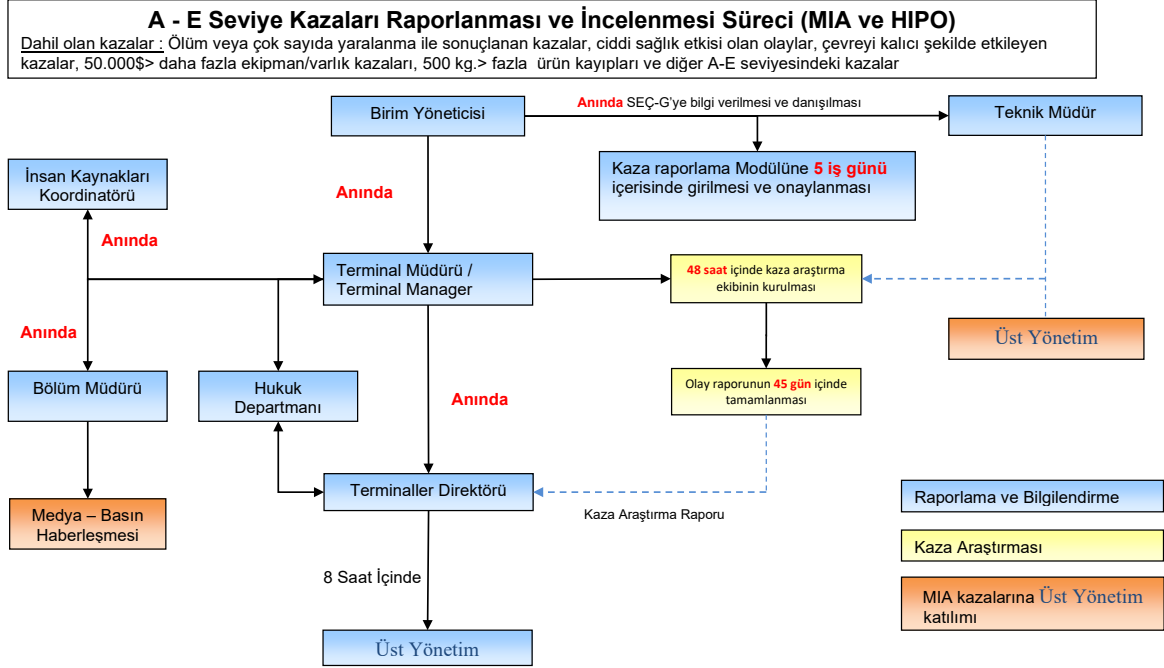 A - E Seviye Kazaları Raporlanması ve İncelenmesi Süreci (MIA ve HIPO)
Dahil olan kazalar : Ölüm veya çok sayıda yaralanma ile sonuçlanan kazalar, ciddi sağlık etkisi olan olaylar, çevreyi kalıcı şekilde etkileyen
kazalar, 50.000$> daha fazla ekipman/varlık kazaları, 500 kg.> fazla ürün kayıpları ve diğer A-E seviyesindeki kazalar
Birim Yöneticisi
Anında SEÇ-G'ye bilgi verilmesi ve danışılması
Teknik Müdür
İnsan Kaynakları
Koordinatörü
Kaza raporlama Modülüne 5 iş günü
içerisinde girilmesi ve onaylanması
Anında
Anında
Terminal Müdürü /
Terminal Manager
48 saat içinde kaza araştırma
ekibinin kurulması
Anında
Üst Yönetim
Bölüm Müdürü
Hukuk
Departmanı
Anında
Olay raporunun 45 gün içinde
tamamlanması
Terminaller Direktörü
Kaza Araştırma Raporu
Medya – Basın
Haberleşmesi
8 Saat İçinde
Üst Yönetim
Raporlama ve Bilgilendirme
Kaza Araştırması
MIA kazalarına Üst Yönetim
katılımı